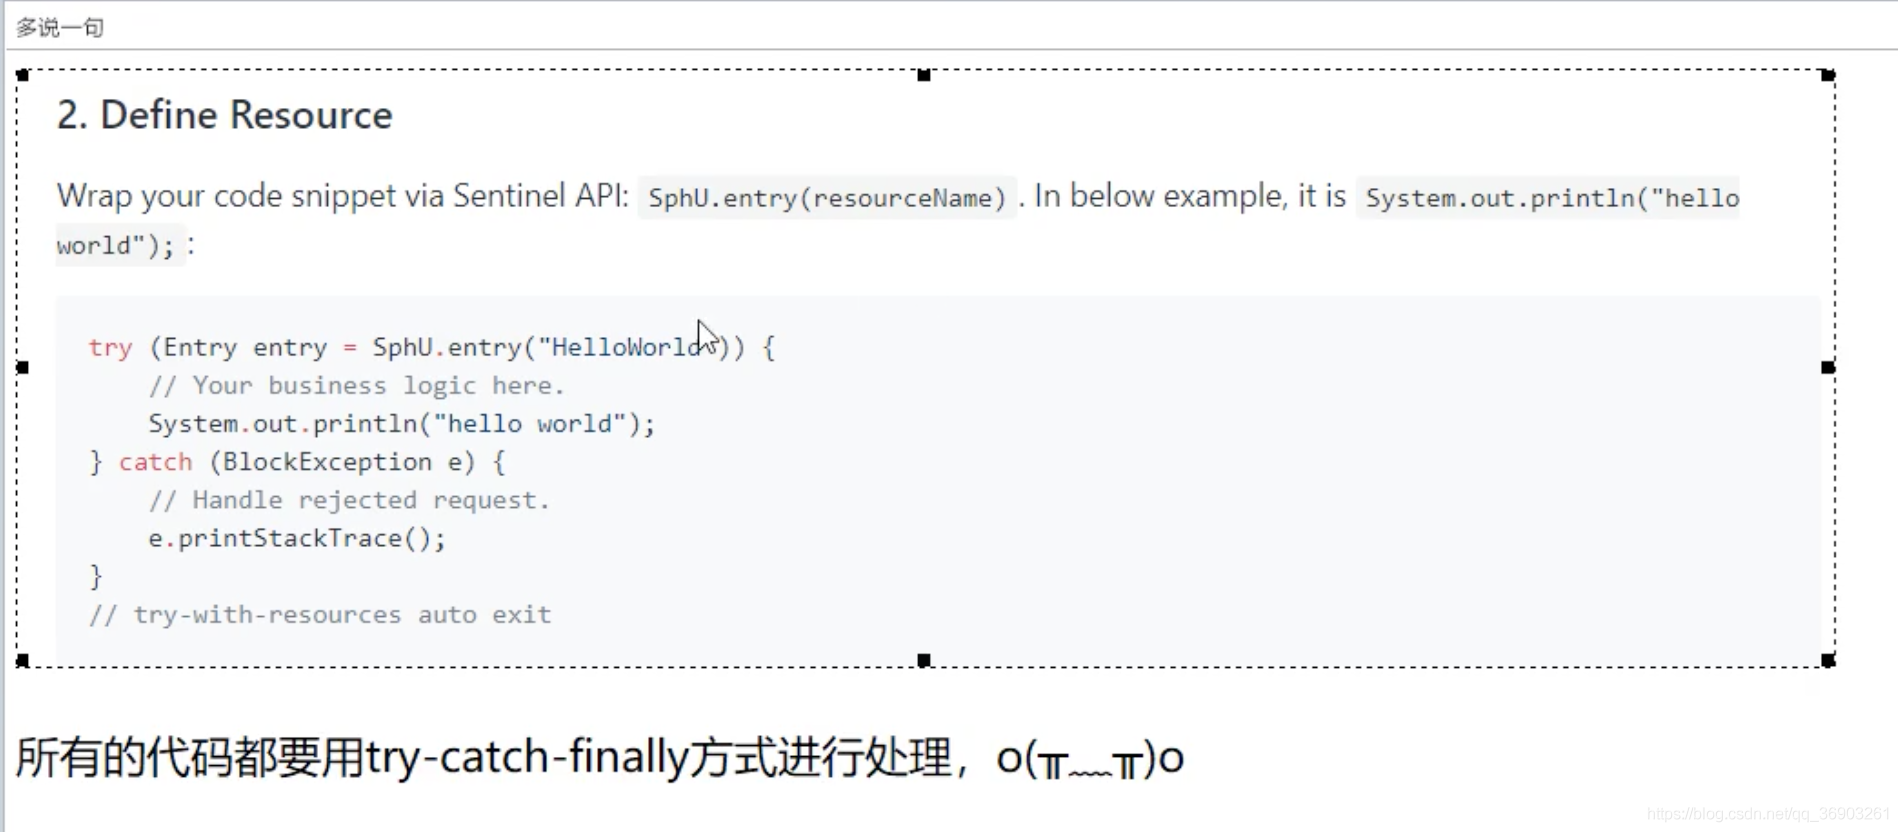 多说一句
2. Define Resource
Wrap your code snippet via Sentinel API: SphU.entry(resourceName) . In below example, it is System.out.println("hello
world"); :
try (Entry entry = SphU.entry("HelloWorld")) {
    // Your business logic here.
    System.out.println("hello world");
} catch (BlockException e) {
    // Handle rejected request.
    e.printStackTrace();
}
// try-with-resources auto exit
所有的代码都要用try-catch-finally方式进行处理，o(╥﹏╥)o
https://blog.csdn.net/qq_36903261